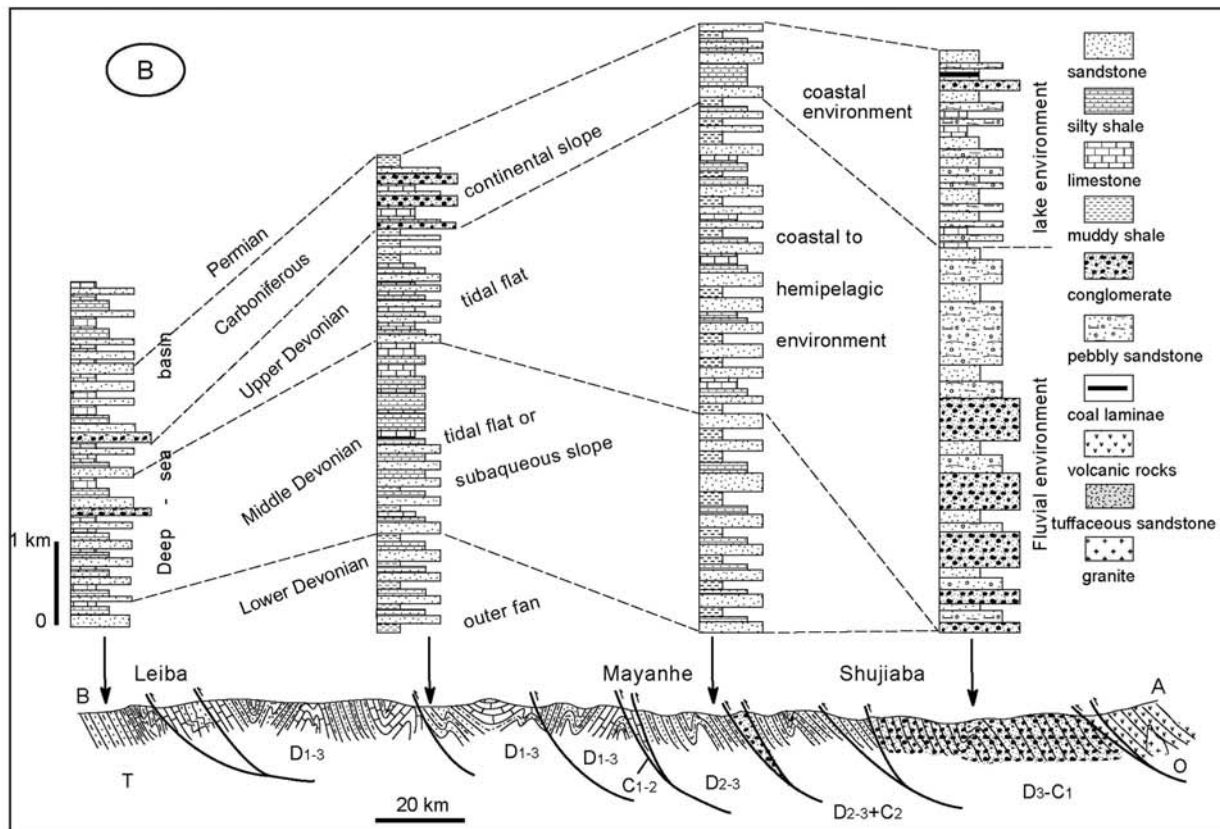 B
Permian
Carboniferous
Upper Devonian
Middle Devonian
Lower Devonian
Deep - sea basin
1 km
0
continental slope
tidal flat
tidal flat or
subaqueous slope
outer fan
coastal
environment
coastal to
hemipelagic
environment
lake environment
Fluvial environment
sandstone
silty shale
limestone
muddy shale
conglomerate
pebbly sandstone
coal laminae
volcanic rocks
tuffaceous sandstone
granite
Leiba
Mayanhe
Shujiaba
B
A
T
D1-3
D1-3
D1-3
C1-2
D2-3
D2-3+C2
D3-C1
O
20 km